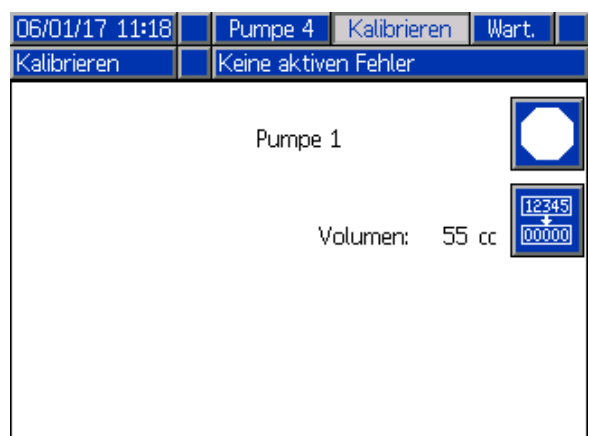 06/01/17 11:18 Pumpe 4 Kalibrieren Wart.
Kalibrieren Keine aktiven Fehler
Pumpe 1
12345
Volumen: 55 cc
00000